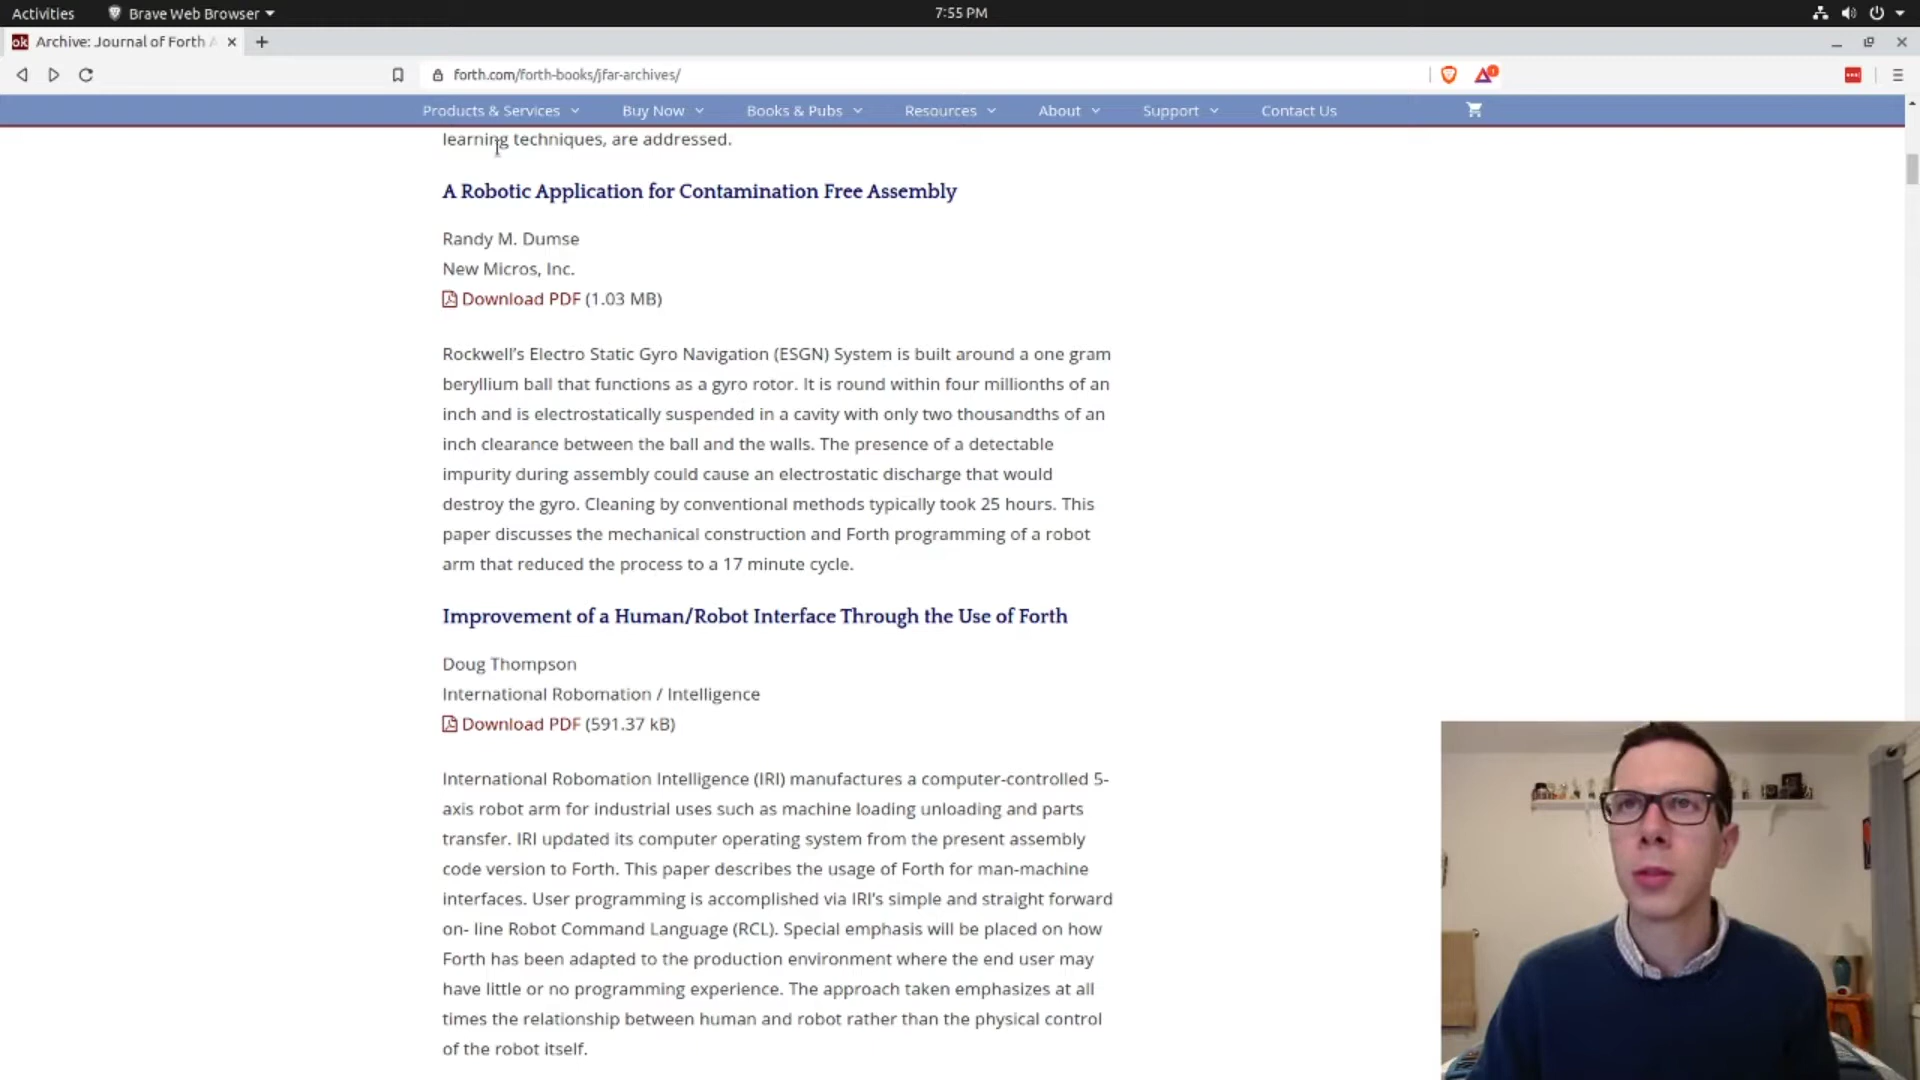 Activities
Brave Web Browser
7:55 PM
ok Archive: Journal of Forth A
forth.com/forth-books/jfar-archives/
Products & Services
Buy Now
Books & Pubs
Resources
About
Support
Contact Us
learning techniques, are addressed.
A Robotic Application for Contamination Free Assembly
Randy M. Dumse
New Micros, Inc.
Download PDF (1.03 MB)
Rockwell’s Electro Static Gyro Navigation (ESGN) System is built around a one gram
beryllium ball that functions as a gyro rotor. It is round within four millionths of an
inch and is electrostatically suspended in a cavity with only two thousandths of an
inch clearance between the ball and the walls. The presence of a detectable
impurity during assembly could cause an electrostatic discharge that would
destroy the gyro. Cleaning by conventional methods typically took 25 hours. This
paper discusses the mechanical construction and Forth programming of a robot
arm that reduced the process to a 17 minute cycle.
Improvement of a Human/Robot Interface Through the Use of Forth
Doug Thompson
International Robomation / Intelligence
Download PDF (591.37 kB)
International Robomation Intelligence (IRI) manufactures a computer-controlled 5-
axis robot arm for industrial uses such as machine loading unloading and parts
transfer. IRI updated its computer operating system from the present assembly
code version to Forth. This paper describes the usage of Forth for man-machine
interfaces. User programming is accomplished via IRI's simple and straight forward
on- line Robot Command Language (RCL). Special emphasis will be placed on how
Forth has been adapted to the production environment where the end user may
have little or no programming experience. The approach taken emphasizes at all
times the relationship between human and robot rather than the physical control
of the robot itself.